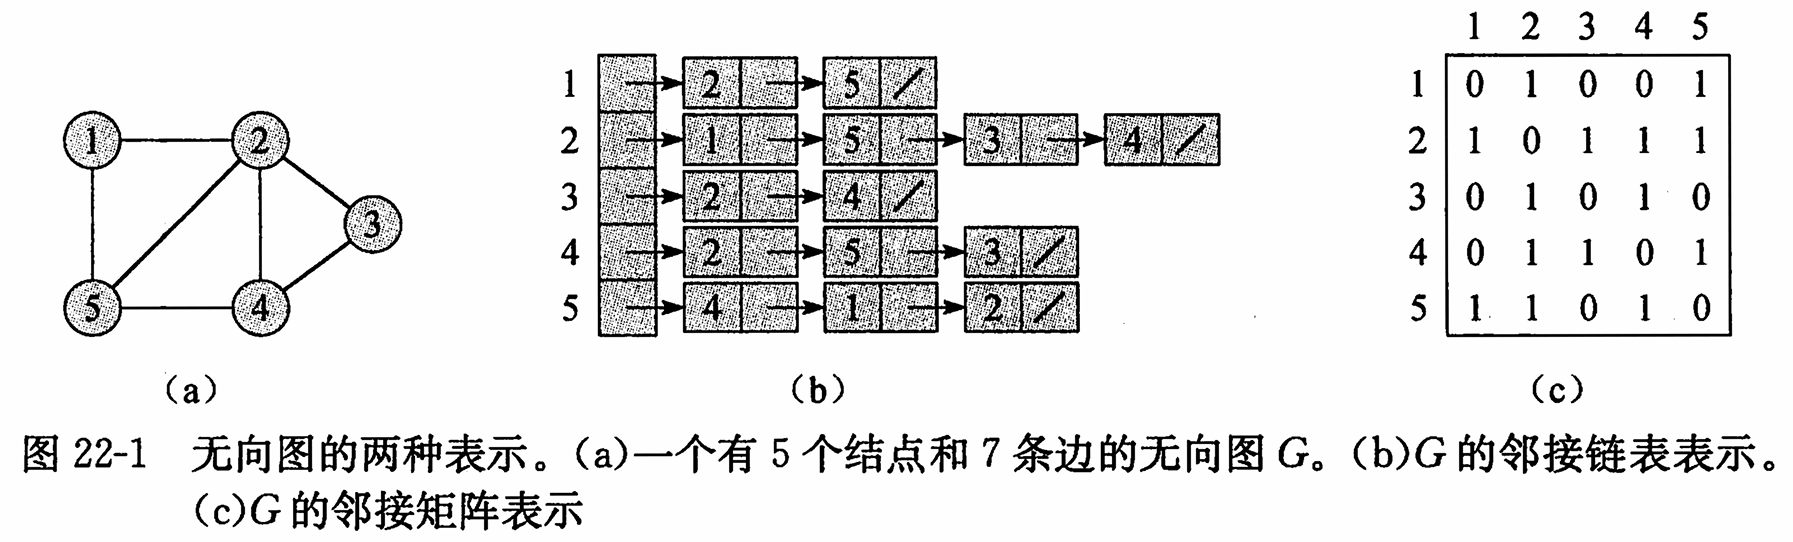 1 2 3 4 5
1 0 1 0 0 1
2 1 0 1 1 1
3 0 1 0 1 0
4 0 1 1 0 1
5 1 1 0 1 0
1 2
3
5 4
1 2 5
2 1 5 3 4
3 2 4
4 2 5 3
5 4 1 2
(a) (b) (c)
图 22-1 无向图的两种表示。(a)一个有 5 个结点和 7 条边的无向图 G。(b)G 的邻接链表表示。
(c)G 的邻接矩阵表示